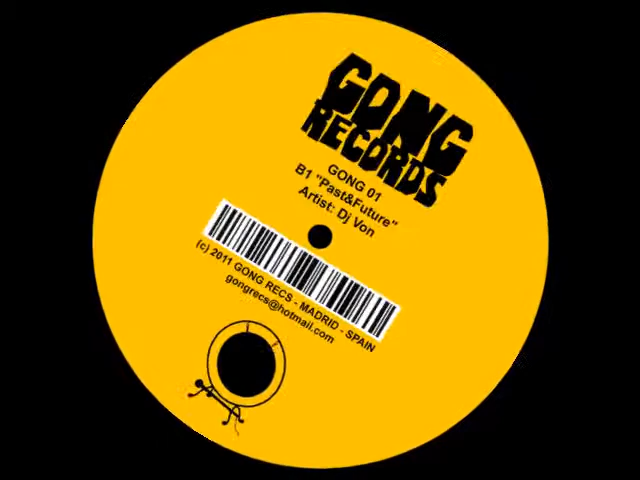 GONG
RECORDS
GONG 01
B1 "Past&Future"
Artist: Dj Von
(c) 2011 GONG RECS - MADRID - SPAIN
gongrecs@hotmail.com